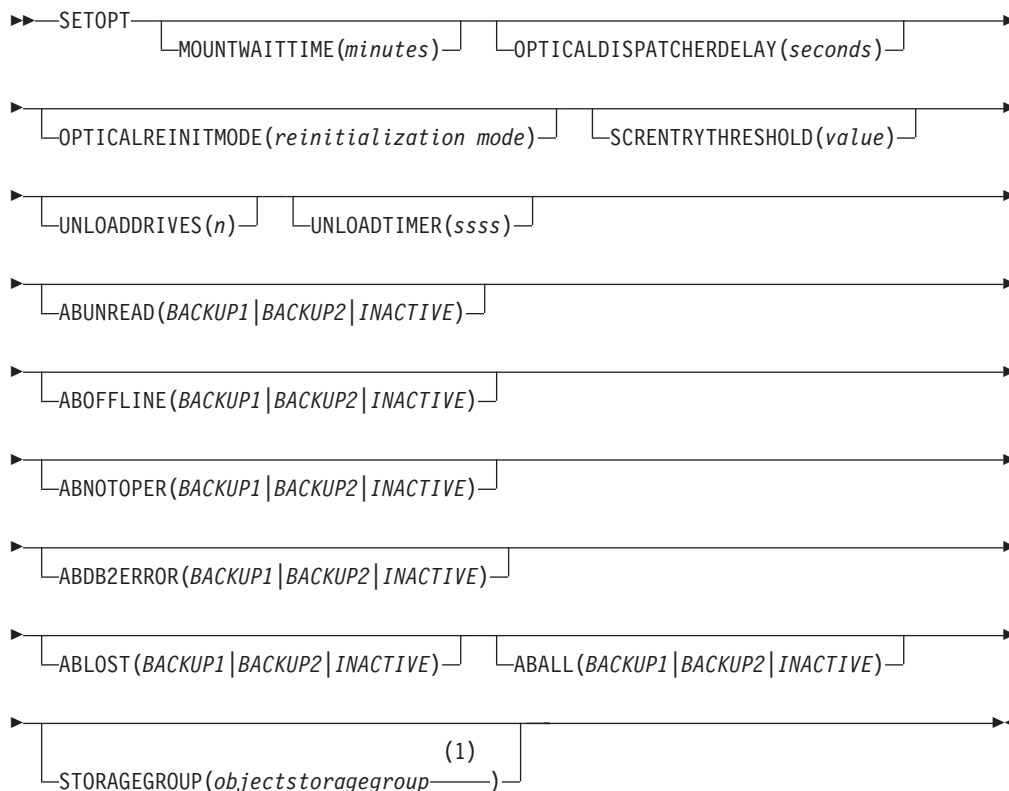 SETOPT
MOUNTWAITTIME(minutes) OPTICALDISPATCHERDELAY(seconds)
OPTICALREINITMODE(reinitialization mode) SCRENTRYTHRESHOLD(value)
UNLOADDRIVES(n) UNLOADTIMER(ssss)
ABUNREAD(BACKUP1|BACKUP2|INACTIVE)
ABOFFLINE(BACKUP1|BACKUP2|INACTIVE)
ABNOTOPER(BACKUP1|BACKUP2|INACTIVE)
ABDB2ERROR(BACKUP1|BACKUP2|INACTIVE)
ABLOST(BACKUP1|BACKUP2|INACTIVE) ABALL(BACKUP1|BACKUP2|INACTIVE)
(1)
STORAGEGROUP(objectstoragegroup)